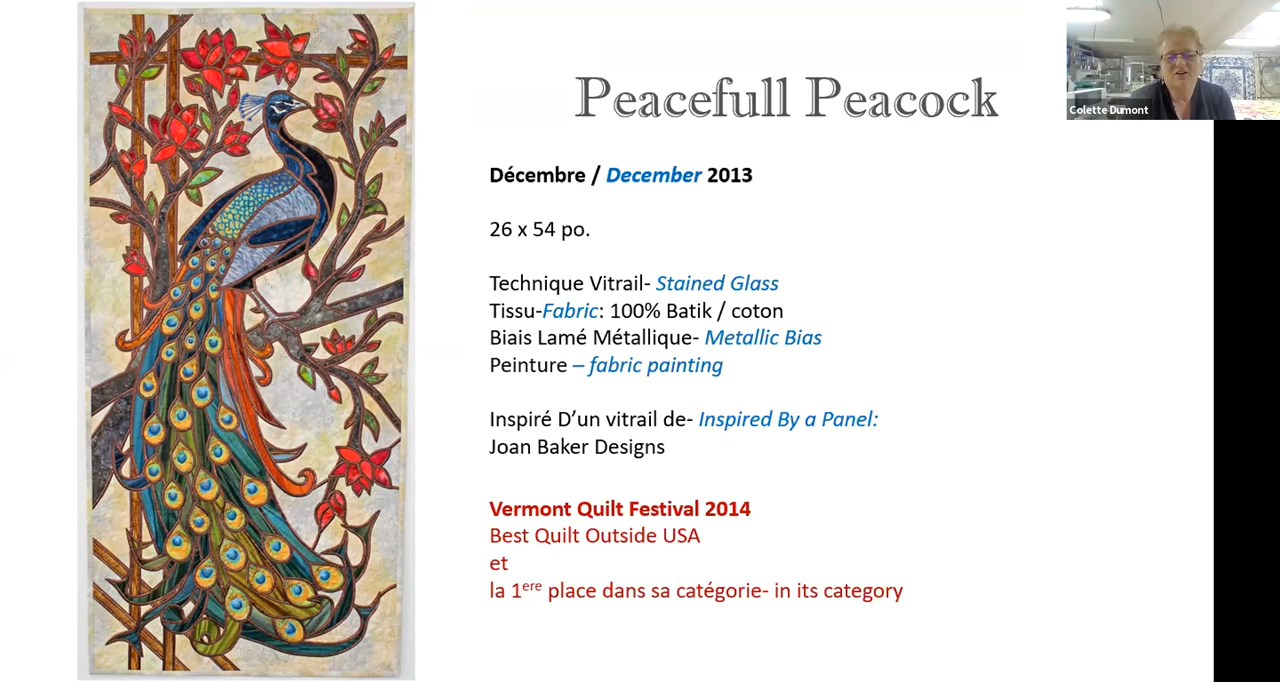 Peacefull Peacock
Colette Dumont
Décembre / December 2013
26 x 54 po.
Technique Vitrail- Stained Glass
Tissu-Fabric: 100% Batik / coton
Biais Lamé Métallique- Metallic Bias
Peinture – fabric painting
Inspiré D’un vitrail de- Inspired By a Panel:
Joan Baker Designs
Vermont Quilt Festival 2014
Best Quilt Outside USA
et
la 1ere place dans sa catégorie- in its category